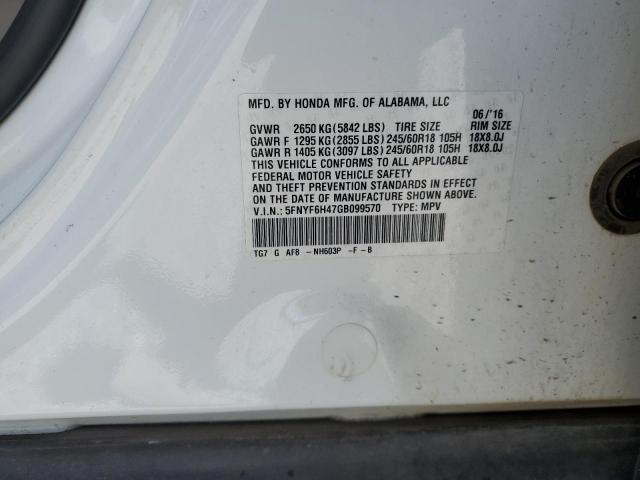 MFD. BY HONDA MFG. OF ALABAMA, LLC
06/'16
GVWR 2650 KG (5842 LBS) TIRE SIZE RIM SIZE
GAWR F 1295 KG (2855 LBS) 245/60R18 105H 18X8.0J
GAWR R 1405 KG (3097 LBS) 245/60R18 105H 18X8.0J
THIS VEHICLE CONFORMS TO ALL APPLICABLE
FEDERAL MOTOR VEHICLE SAFETY
AND THEFT PREVENTION STANDARDS IN EFFECT
ON THE DATE OF MANUFACTURE SHOWN ABOVE.
V.I.N.: 5FNYF6H47GB099570 TYPE: MPV
TG7 G AF8 -NH603P -F -B